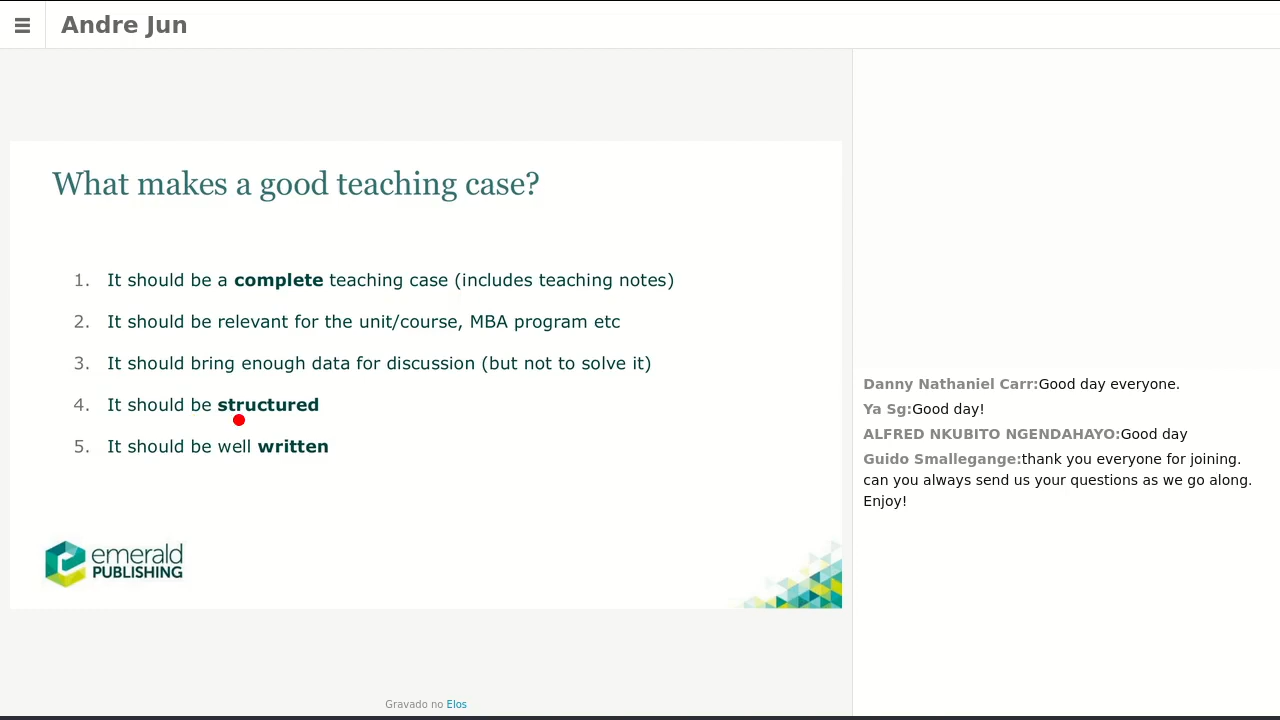 Andre Jun
What makes a good teaching case?
1. It should be a complete teaching case (includes teaching notes)
2. It should be relevant for the unit/course, MBA program etc
3. It should bring enough data for discussion (but not to solve it)
4. It should be structured
5. It should be well written
emerald
PUBLISHING
Gravado no Elos
Danny Nathaniel Carr:Good day everyone.
Ya Sg:Good day!
ALFRED NKUBITO NGENDAHAYO:Good day
Guido Smallegange:thank you everyone for joining.
can you always send us your questions as we go along.
Enjoy!